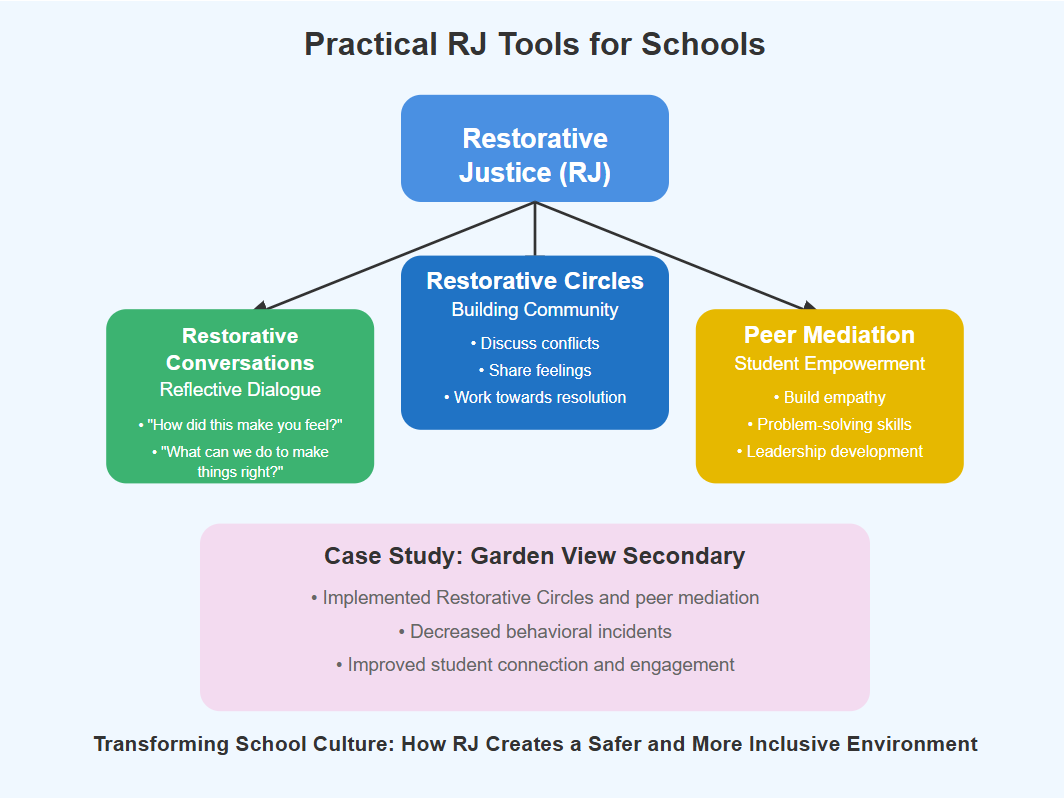 Practical RJ Tools for Schools
Restorative
Justice (RJ)
Restorative Circles
Building Community
• Discuss conflicts
• Share feelings
• Work towards resolution
Restorative
Conversations
Reflective Dialogue
• "How did this make you feel?"
• "What can we do to make
things right?"
Peer Mediation
Student Empowerment
• Build empathy
• Problem-solving skills
• Leadership development
Case Study: Garden View Secondary
• Implemented Restorative Circles and peer mediation
• Decreased behavioral incidents
• Improved student connection and engagement
Transforming School Culture: How RJ Creates a Safer and More Inclusive Environment